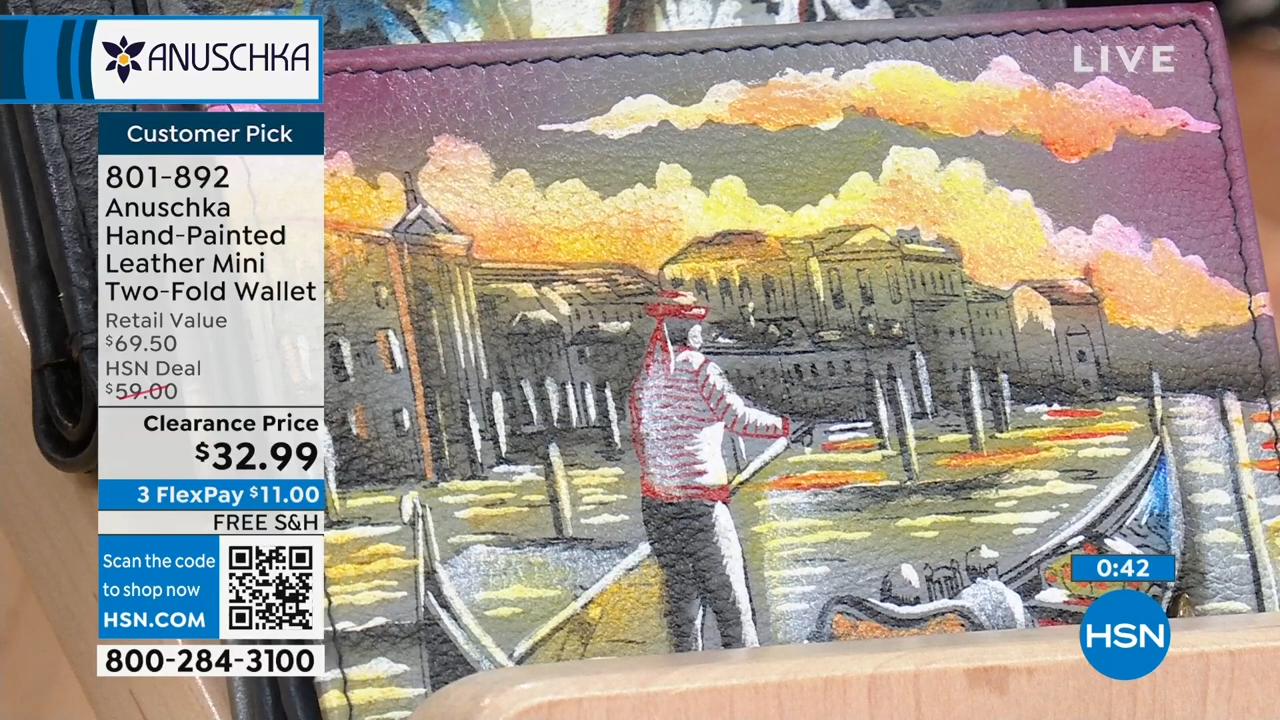 ANUSCHKA
LIVE
Customer Pick
801-892
Anuschka
Hand-Painted
Leather Mini
Two-Fold Wallet
Retail Value
$69.50
HSN Deal
$59.00
Clearance Price
$32.99
3 FlexPay $11.00
FREE S&H
Scan the code
to shop now
HSN.COM
800-284-3100
0:42
HSN